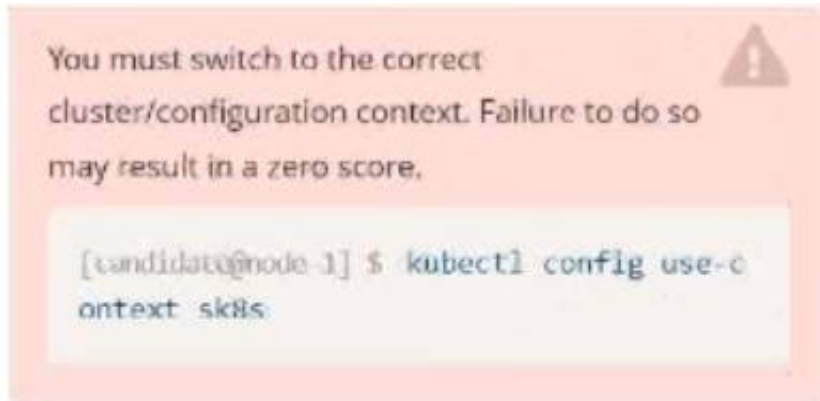 You must switch to the correct
cluster/configuration context. Failure to do so
may result in a zero score.
[candidate@node-1] $ kubectl config use-c
ontext sk8s